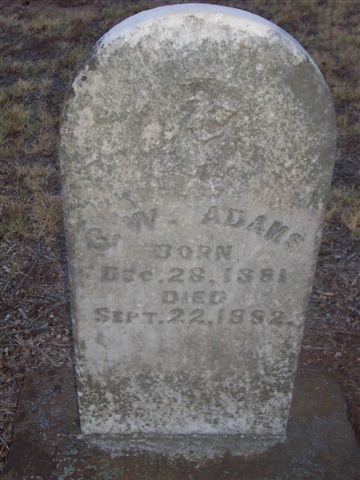 G. W. ADAMS
BORN
DEC. 28, 1881
DIED
SEPT. 22, 1882.